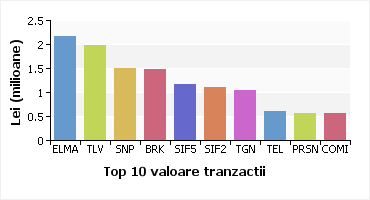 2.5
2
1.5
1
0.5
0
Lei (milioane)
ELMA TLV SNP BRK SIF5 SIF2 TGN TEL PRSN COMI
Top 10 valoare tranzactii